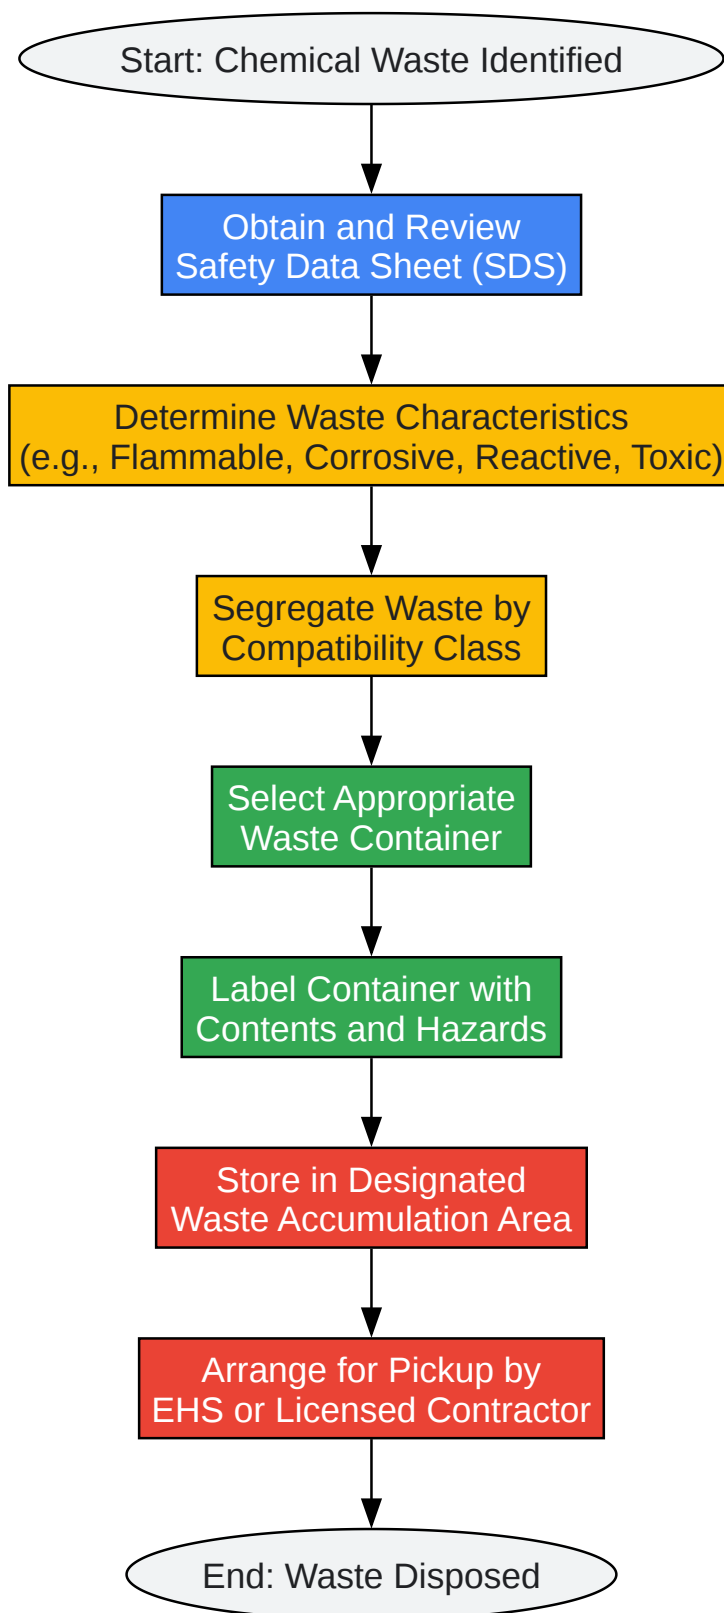 Start: Chemical Waste Identified
Obtain and Review
Safety Data Sheet (SDS)
Determine Waste Characteristics
(e.g., Flammable, Corrosive, Reactive, Toxic)
Segregate Waste by
Compatibility Class
Select Appropriate
Waste Container
Label Container with
Contents and Hazards
Store in Designated
Waste Accumulation Area
Arrange for Pickup by
EHS or Licensed Contractor
End: Waste Disposed